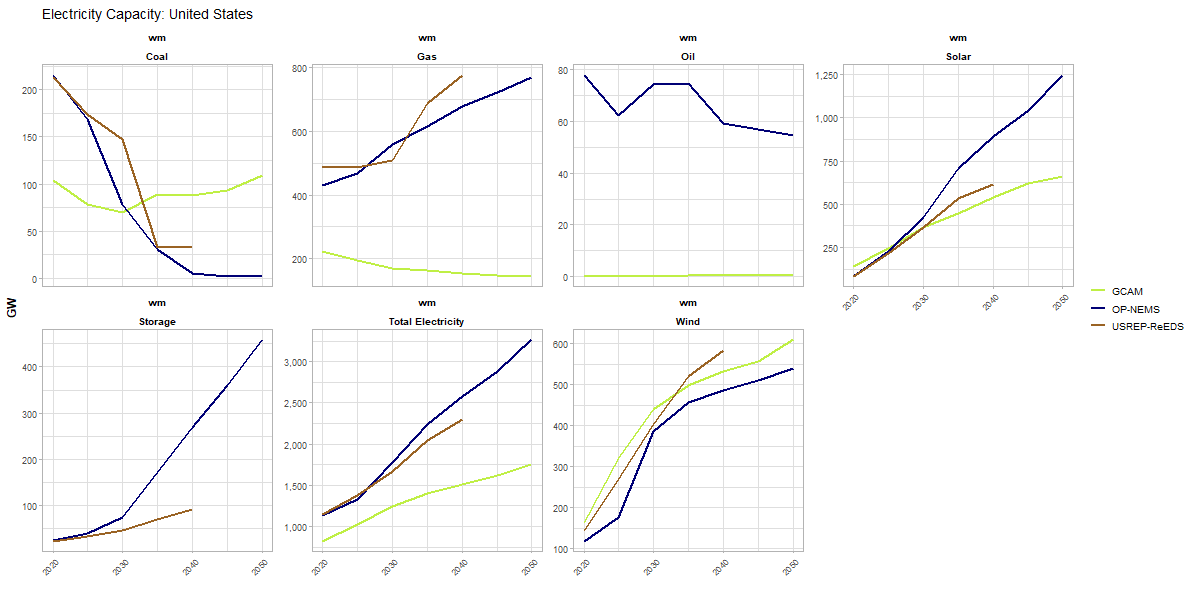 Electricity Capacity: United States
wm
wm
wm
wm
Coal
Gas
Oil
Solar
200
150
100
50
0
800
600
400
200
80
60
40
20
0
1,250
1,000
750
500
250
2020
2030
2040
2050
GW
wm
wm
wm
Storage
Total Electricity
Wind
400
300
200
100
3,000
2,500
2,000
1,500
1,000
600
500
400
300
200
100
2020
2030
2040
2050
2020
2030
2040
2050
2020
2030
2040
2050
GCAM
OP-NEMS
USREP-ReEDS